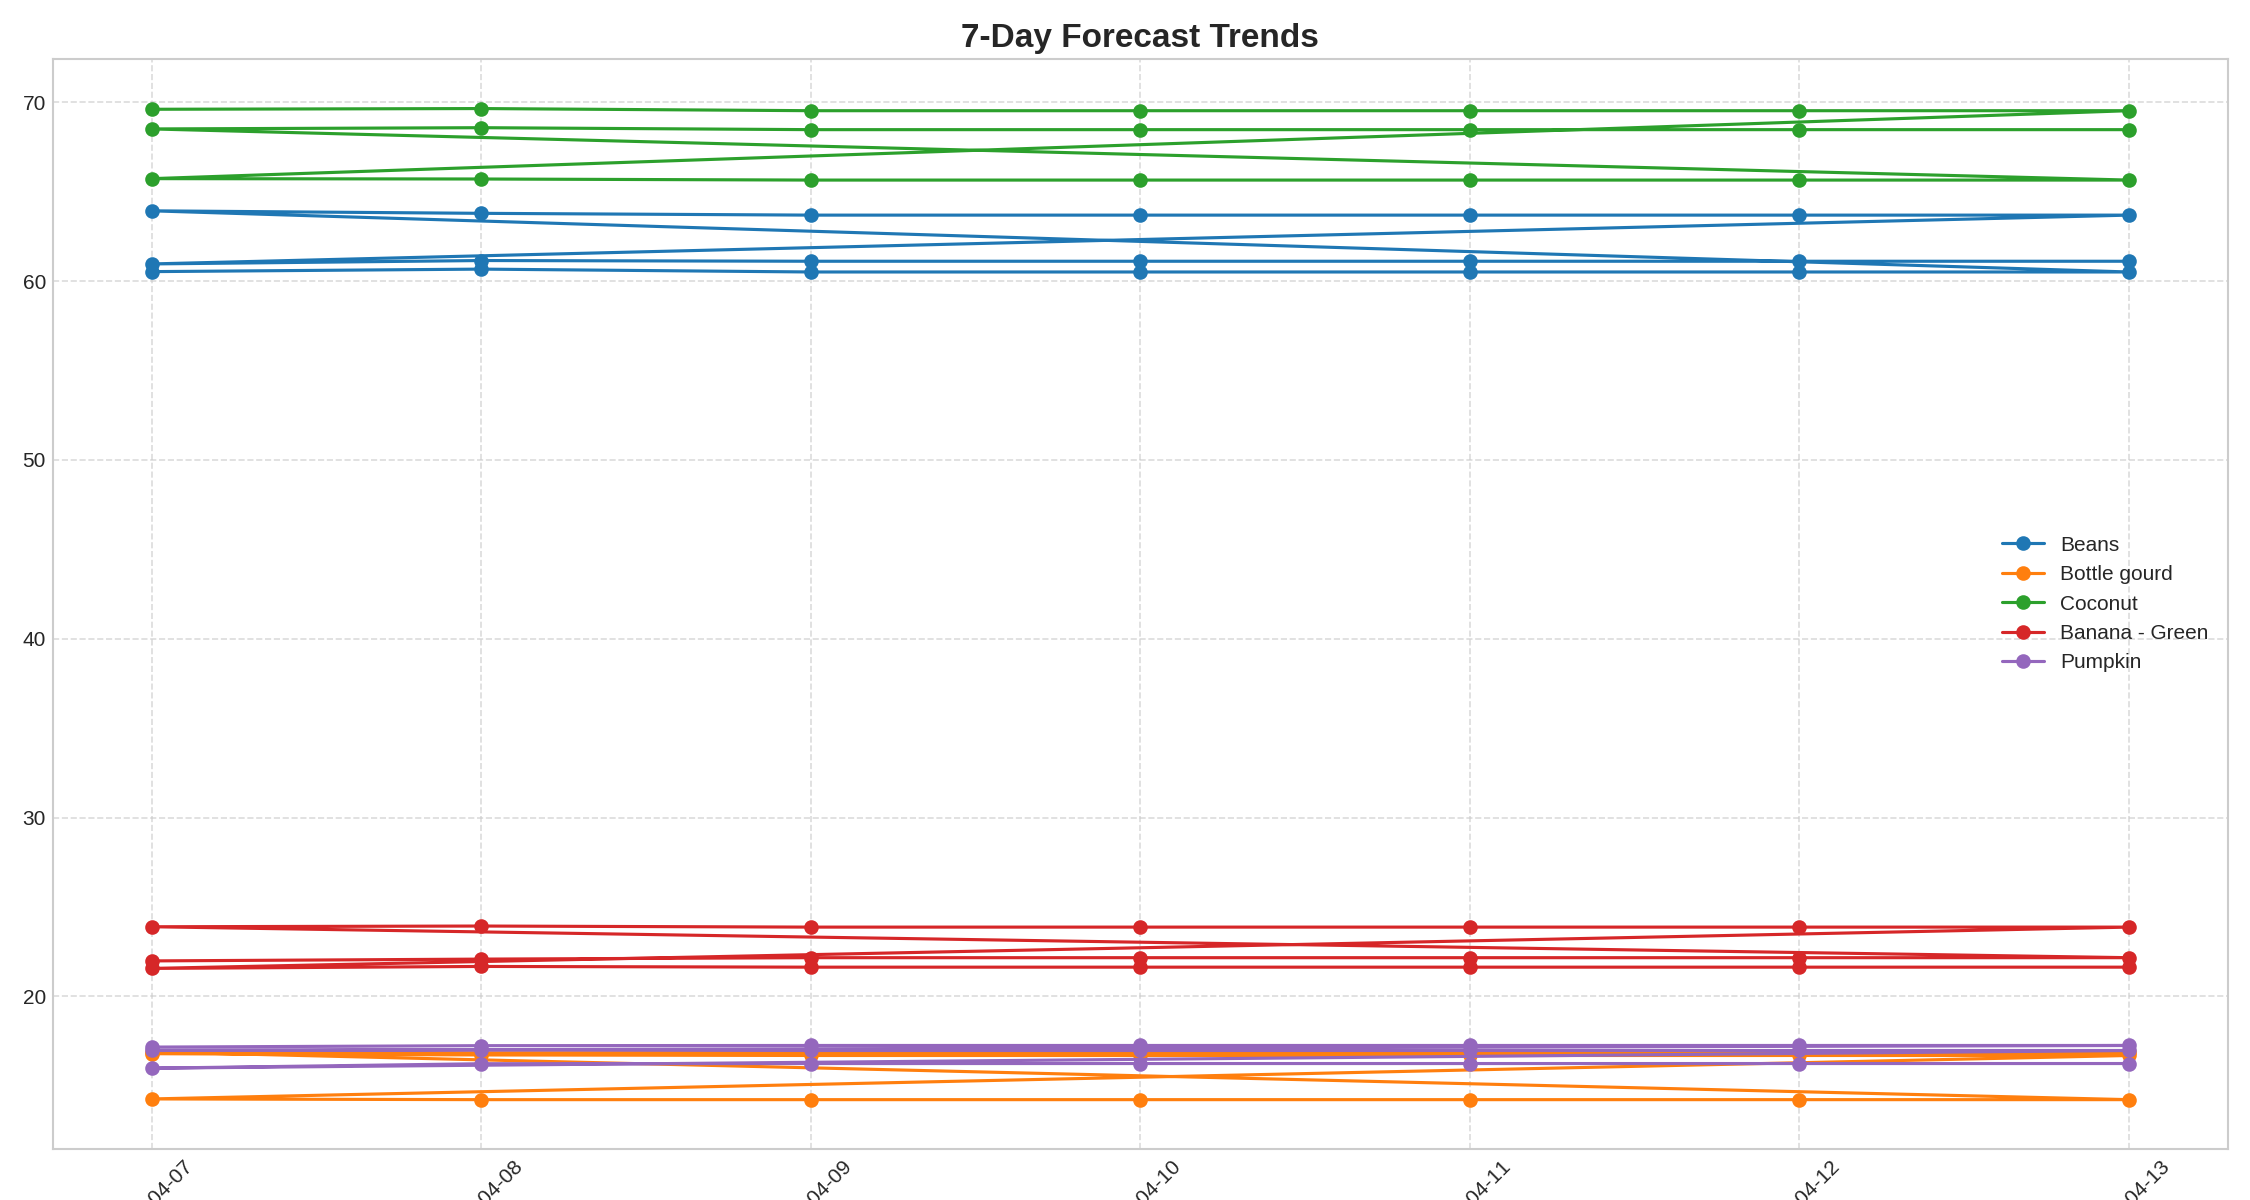 7-Day Forecast Trends
70
60
50
40
30
20
Beans
Bottle gourd
Coconut
Banana - Green
Pumpkin
04-07
04-08
04-09
04-10
04-11
04-12
04-13